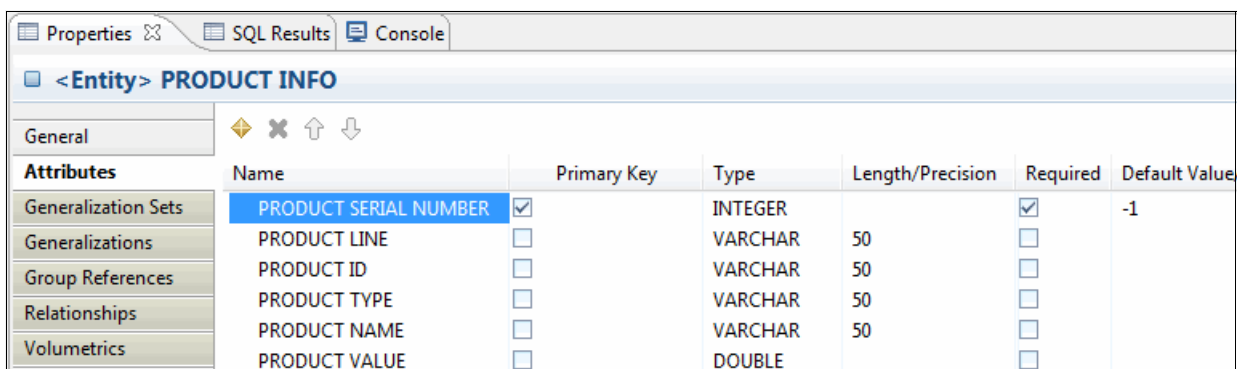 Properties SQL Results Console
<Entity> PRODUCT INFO
General
Attributes
Generalization Sets
Generalizations
Group References
Relationships
Volumetrics
Name Primary Key Type Length/Precision Required Default Value/
PRODUCT SERIAL NUMBER INTEGER -1
PRODUCT LINE VARCHAR 50
PRODUCT ID VARCHAR 50
PRODUCT TYPE VARCHAR 50
PRODUCT NAME VARCHAR 50
PRODUCT VALUE DOUBLE